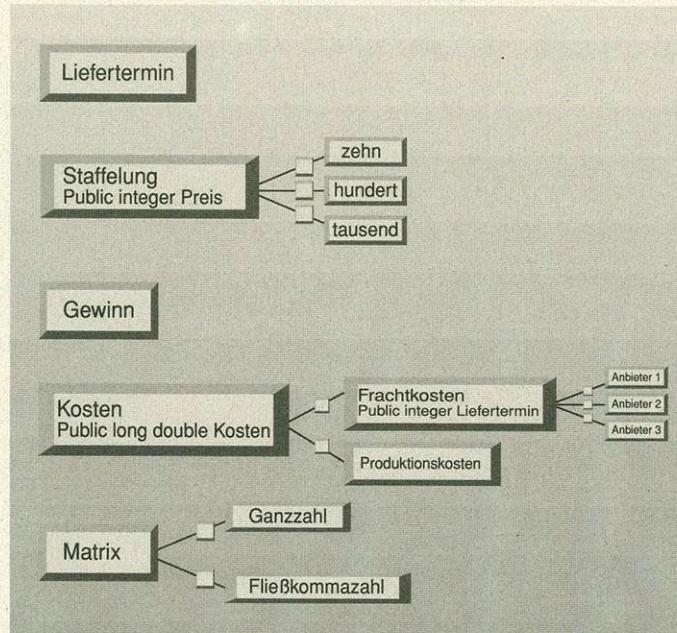 Liefertermin
Staffelung
Public integer Preis
zehn
hundert
tausend
Gewinn
Kosten
Public long double Kosten
Frachtkosten
Public integer Liefertermin
Anbieter 1
Anbieter 2
Anbieter 3
Produktionskosten
Matrix
Ganzzahl
Fließkommazahl